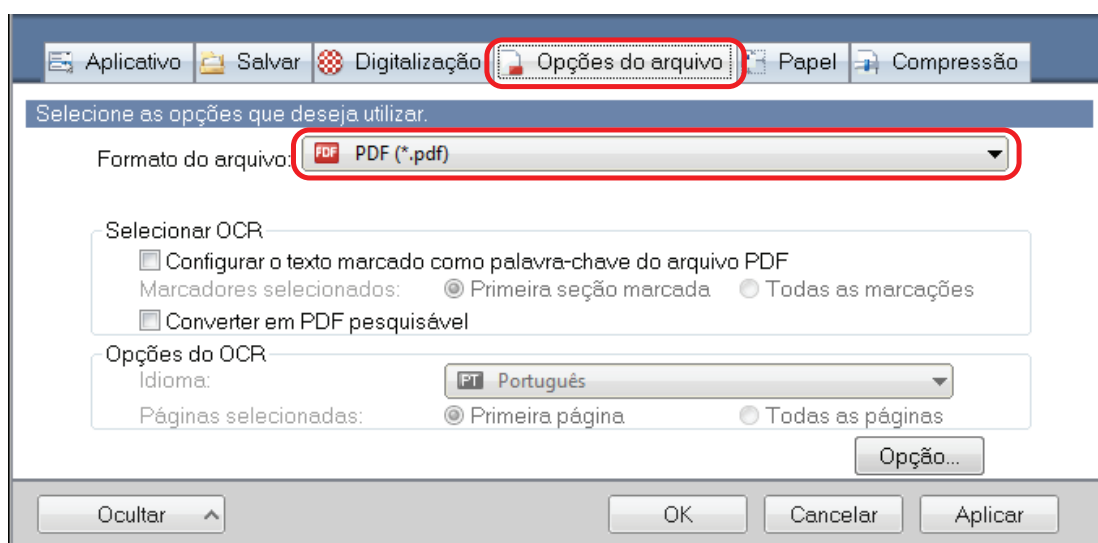 Aplicativo Salvar Digitalização Opções do arquivo Papel Compressão
Selecione as opções que deseja utilizar.
Formato do arquivo: PDF PDF (*.pdf)
Selecionar OCR
Configurar o texto marcado como palavra-chave do arquivo PDF
Marcadores selecionados: Primeira seção marcada Todas as marcações
Converter em PDF pesquisável
Opções do OCR
Idioma: PT Português
Páginas selecionadas: Primeira página Todas as páginas
Opção...
Ocultar OK Cancelar Aplicar